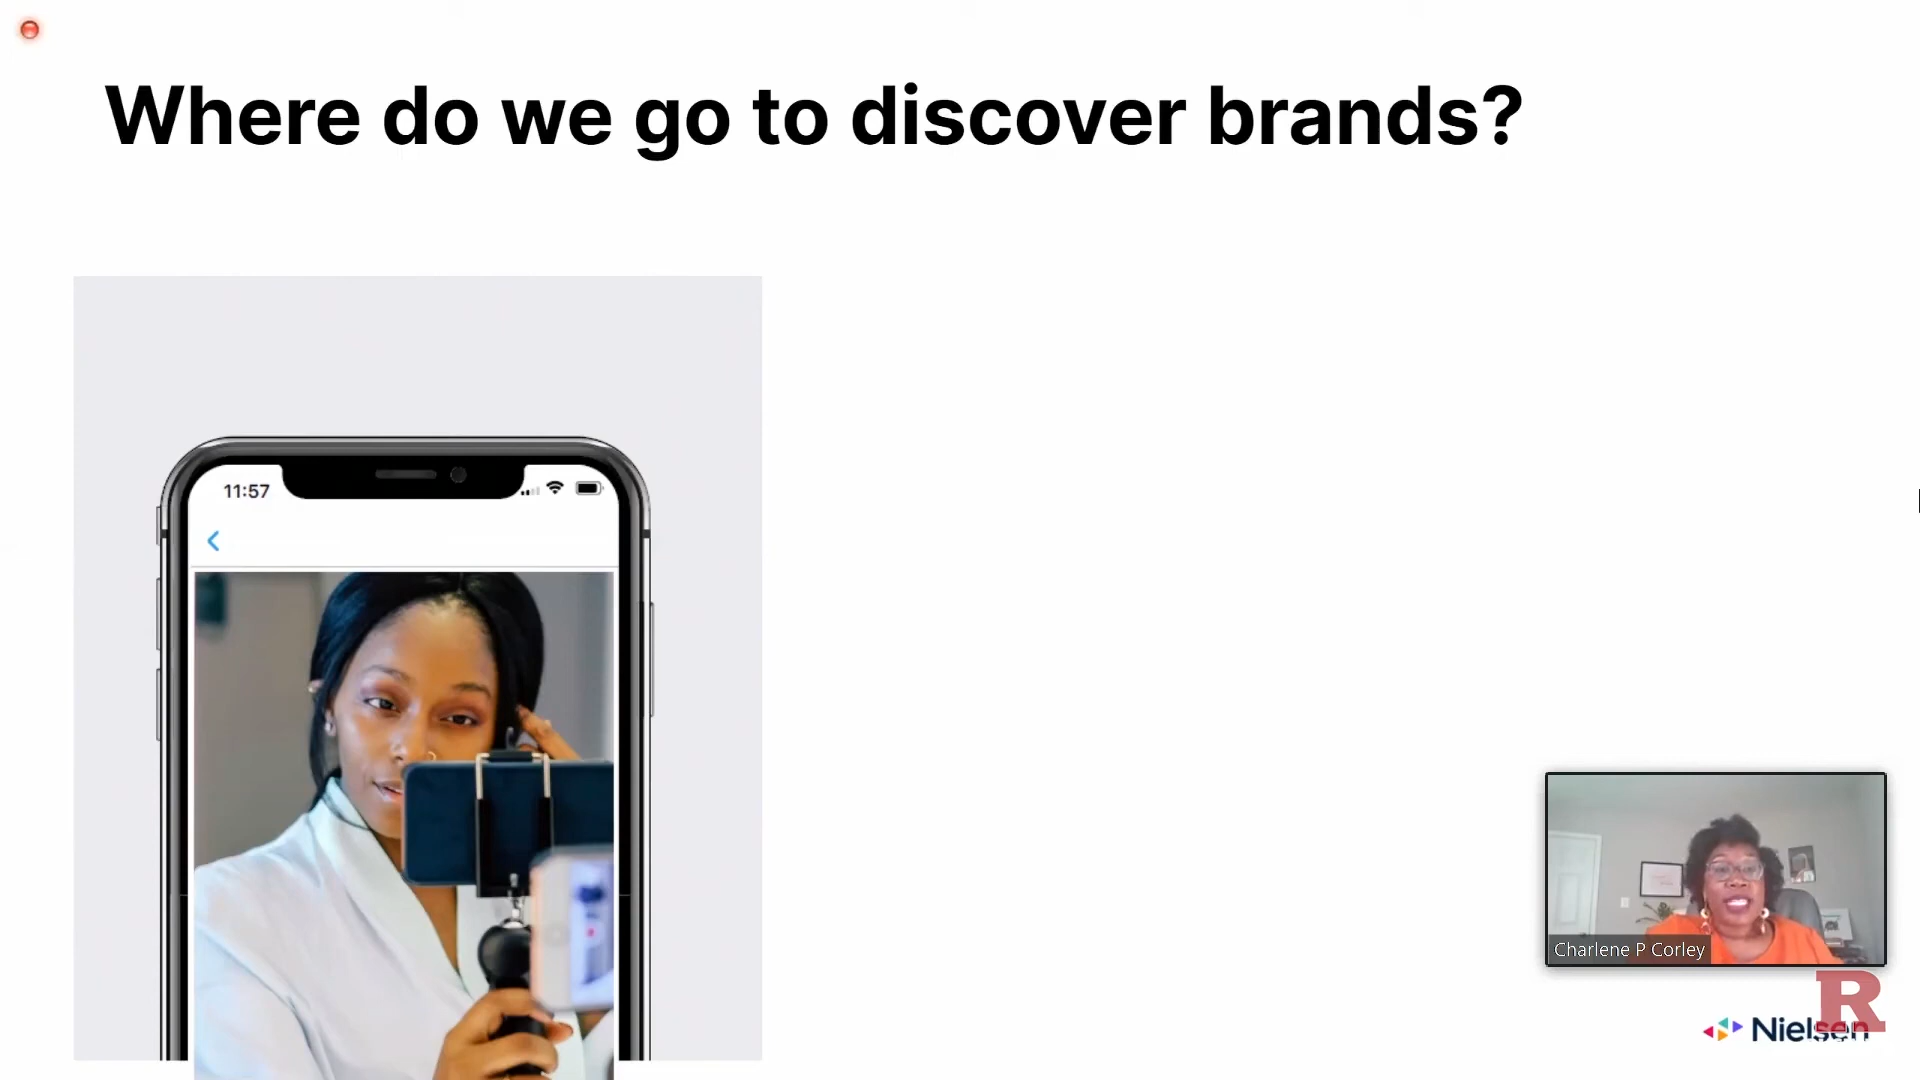 Where do we go to discover brands?
11:57
Charlene P Corley
R
Nielsen